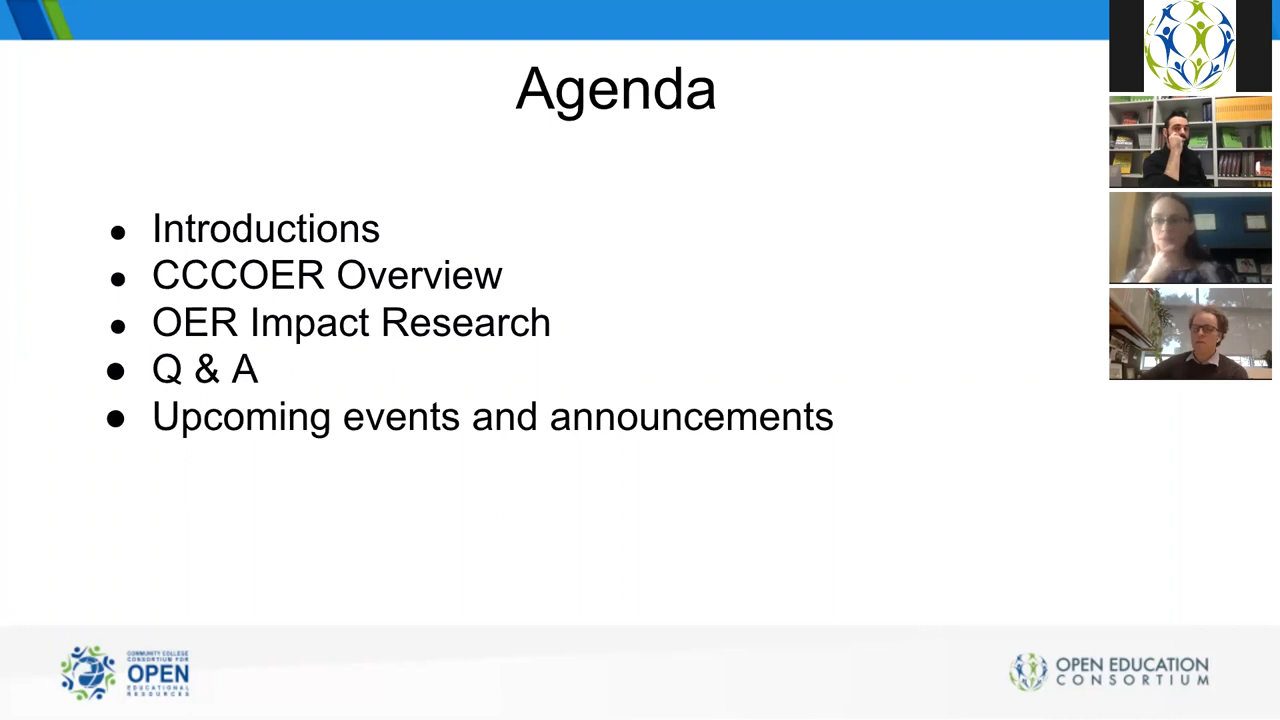 Agenda
● Introductions
● CCCOER Overview
● OER Impact Research
● Q & A
● Upcoming events and announcements
COMMUNITY COLLEGE
CONSORTIUM FOR
OPEN
EDUCATIONAL
RESOURCES
OPEN EDUCATION
CONSORTIUM